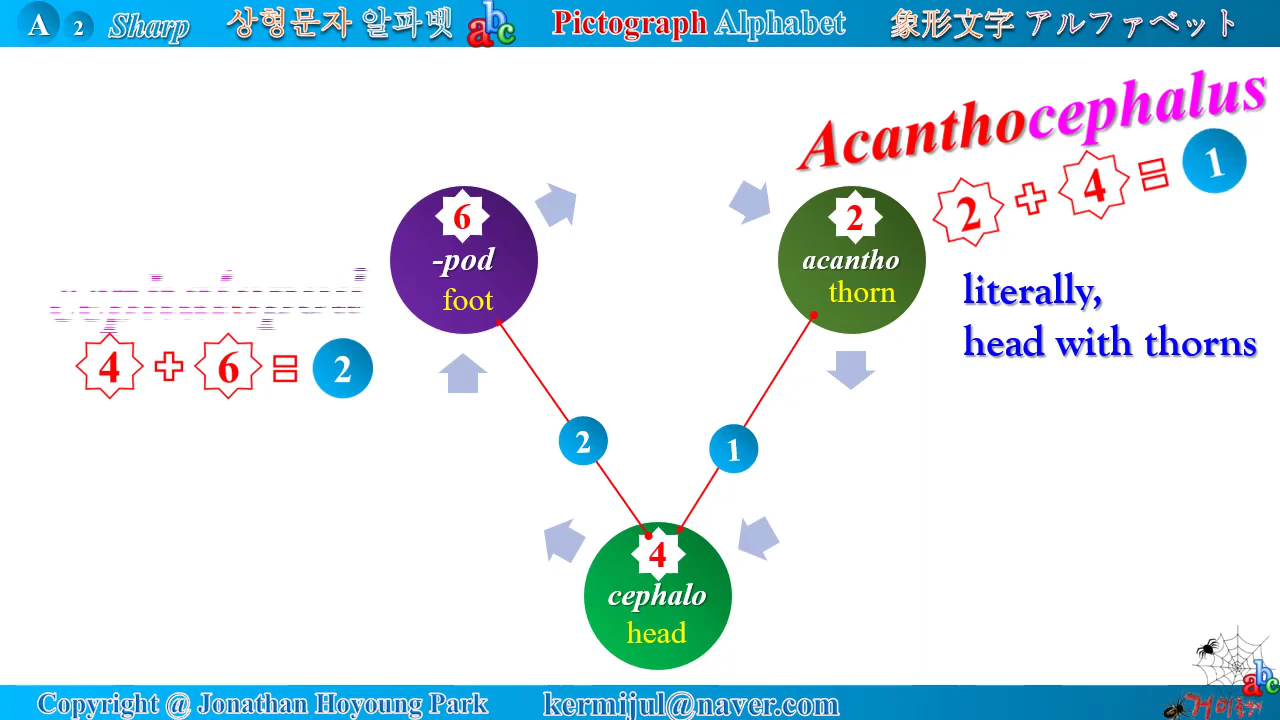 A 2 Sharp 상형문자 알파벳 abc Pictograph Alphabet 象形文字 アルファベット
Acanthocephalus
2 + 4 = 1
literally,
head with thorns
6
-pod
foot
2
acantho
thorn
4 + 6 = 2
2
1
4
cephalo
head
abc
Copyright @ Jonathan Hoyoung Park kermijul@naver.com